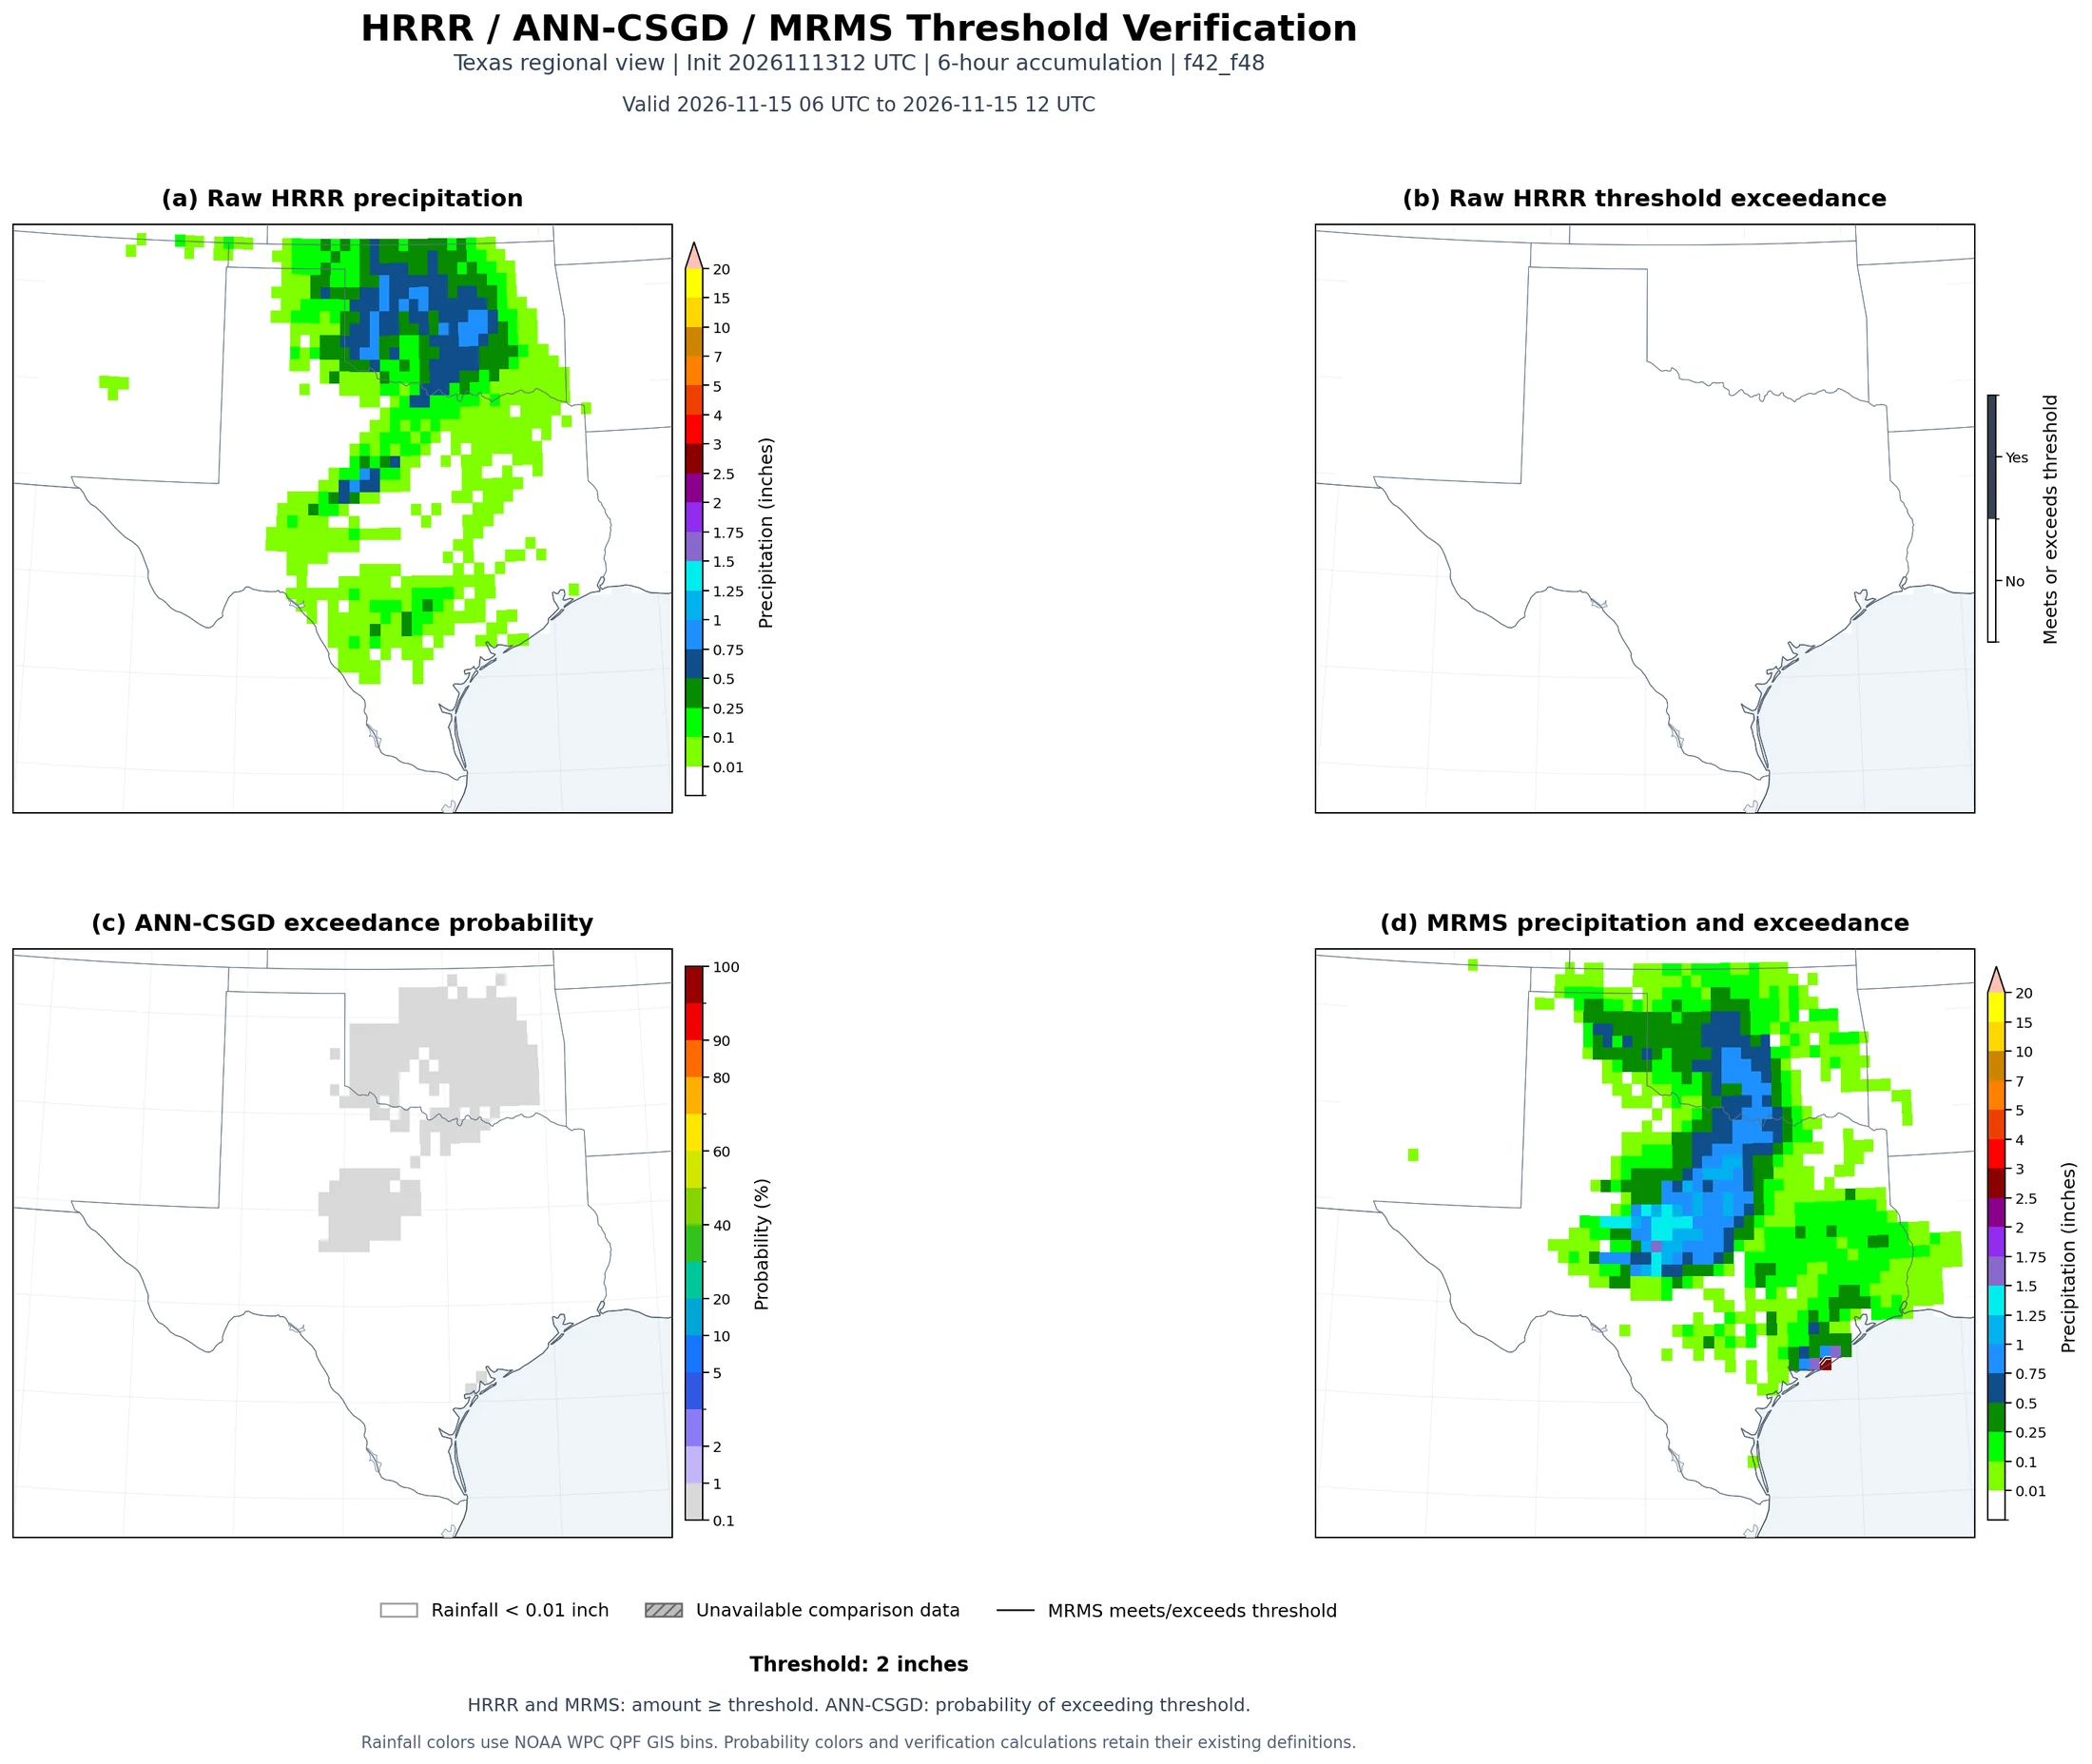 HRRR / ANN-CSGD / MRMS Threshold Verification
Texas regional view | Init 2026111312 UTC | 6-hour accumulation | f42_f48
Valid 2026-11-15 06 UTC to 2026-11-15 12 UTC
(a) Raw HRRR precipitation
20
15
10
7
5
4
3
2.5
2
1.75
1.5
1.25
1
0.75
0.5
0.25
0.1
0.01
Precipitation (inches)
(b) Raw HRRR threshold exceedance
Yes
No
Meets or exceeds threshold
(c) ANN-CSGD exceedance probability
100
90
80
60
40
20
10
5
2
1
0.1
Probability (%)
(d) MRMS precipitation and exceedance
20
15
10
7
5
4
3
2.5
2
1.75
1.5
1.25
1
0.75
0.5
0.25
0.1
0.01
Precipitation (inches)
Rainfall < 0.01 inch
Unavailable comparison data
MRMS meets/exceeds threshold
Threshold: 2 inches
HRRR and MRMS: amount ≥ threshold. ANN-CSGD: probability of exceeding threshold.
Rainfall colors use NOAA WPC QPF GIS bins. Probability colors and verification calculations retain their existing definitions.